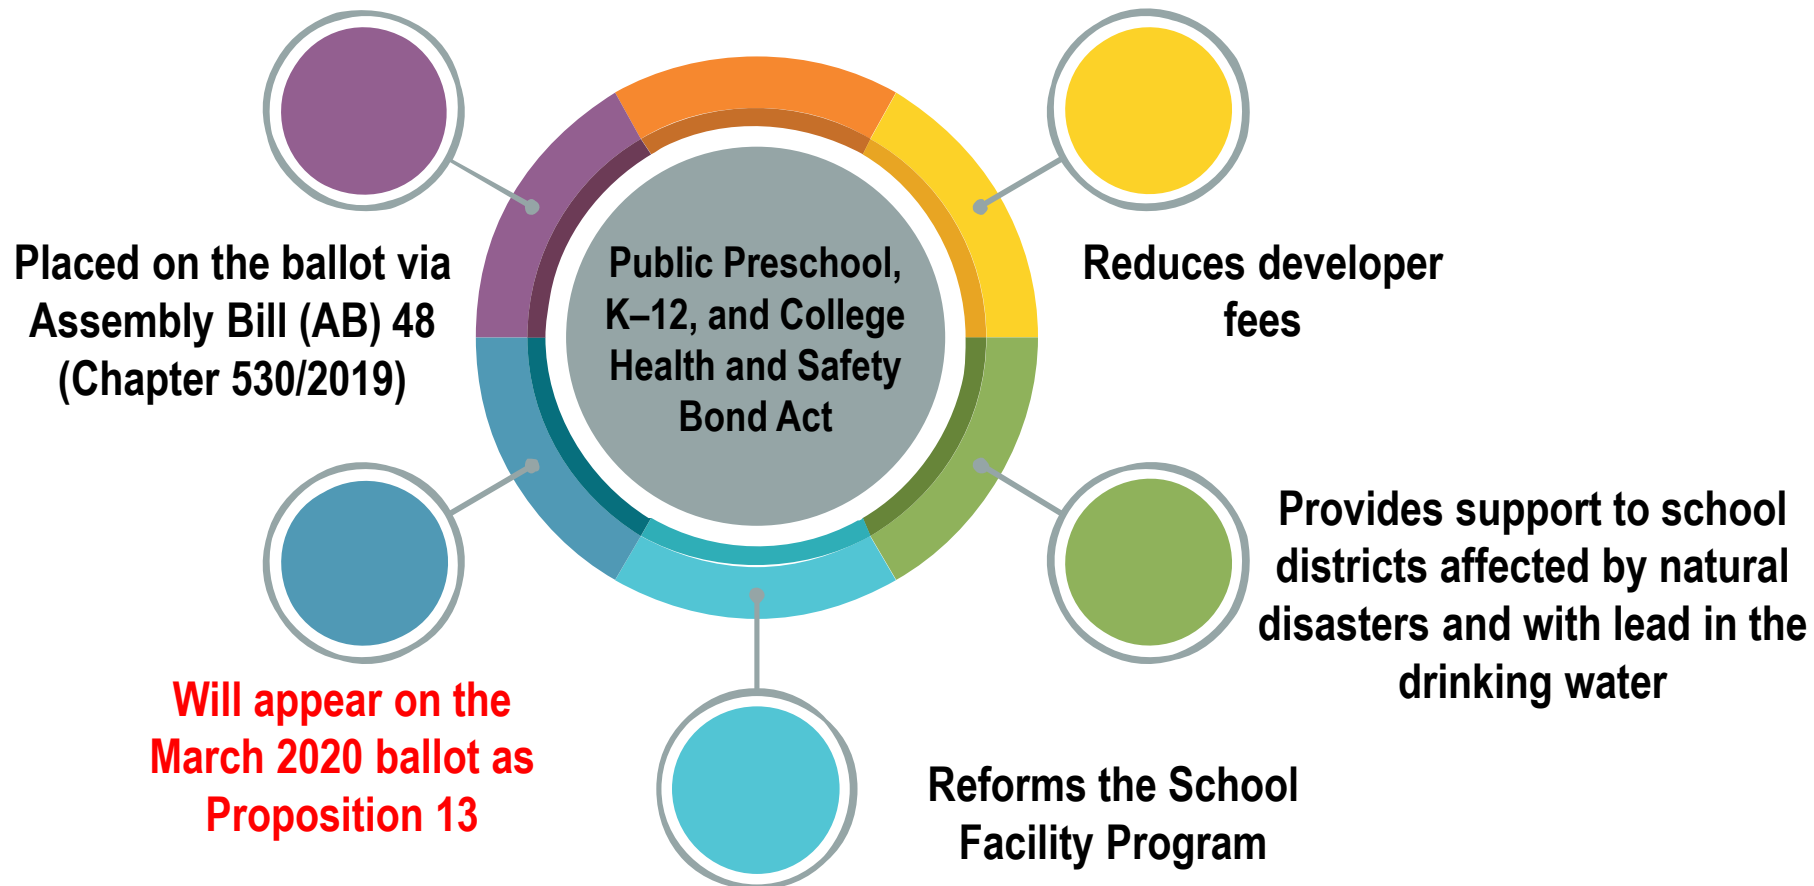 Placed on the ballot via
Assembly Bill (AB) 48
(Chapter 530/2019)
Public Preschool,
K–12, and College
Health and Safety
Bond Act
Reduces developer
fees
Provides support to school
districts affected by natural
disasters and with lead in the
drinking water
Will appear on the
March 2020 ballot as
Proposition 13
Reforms the School
Facility Program